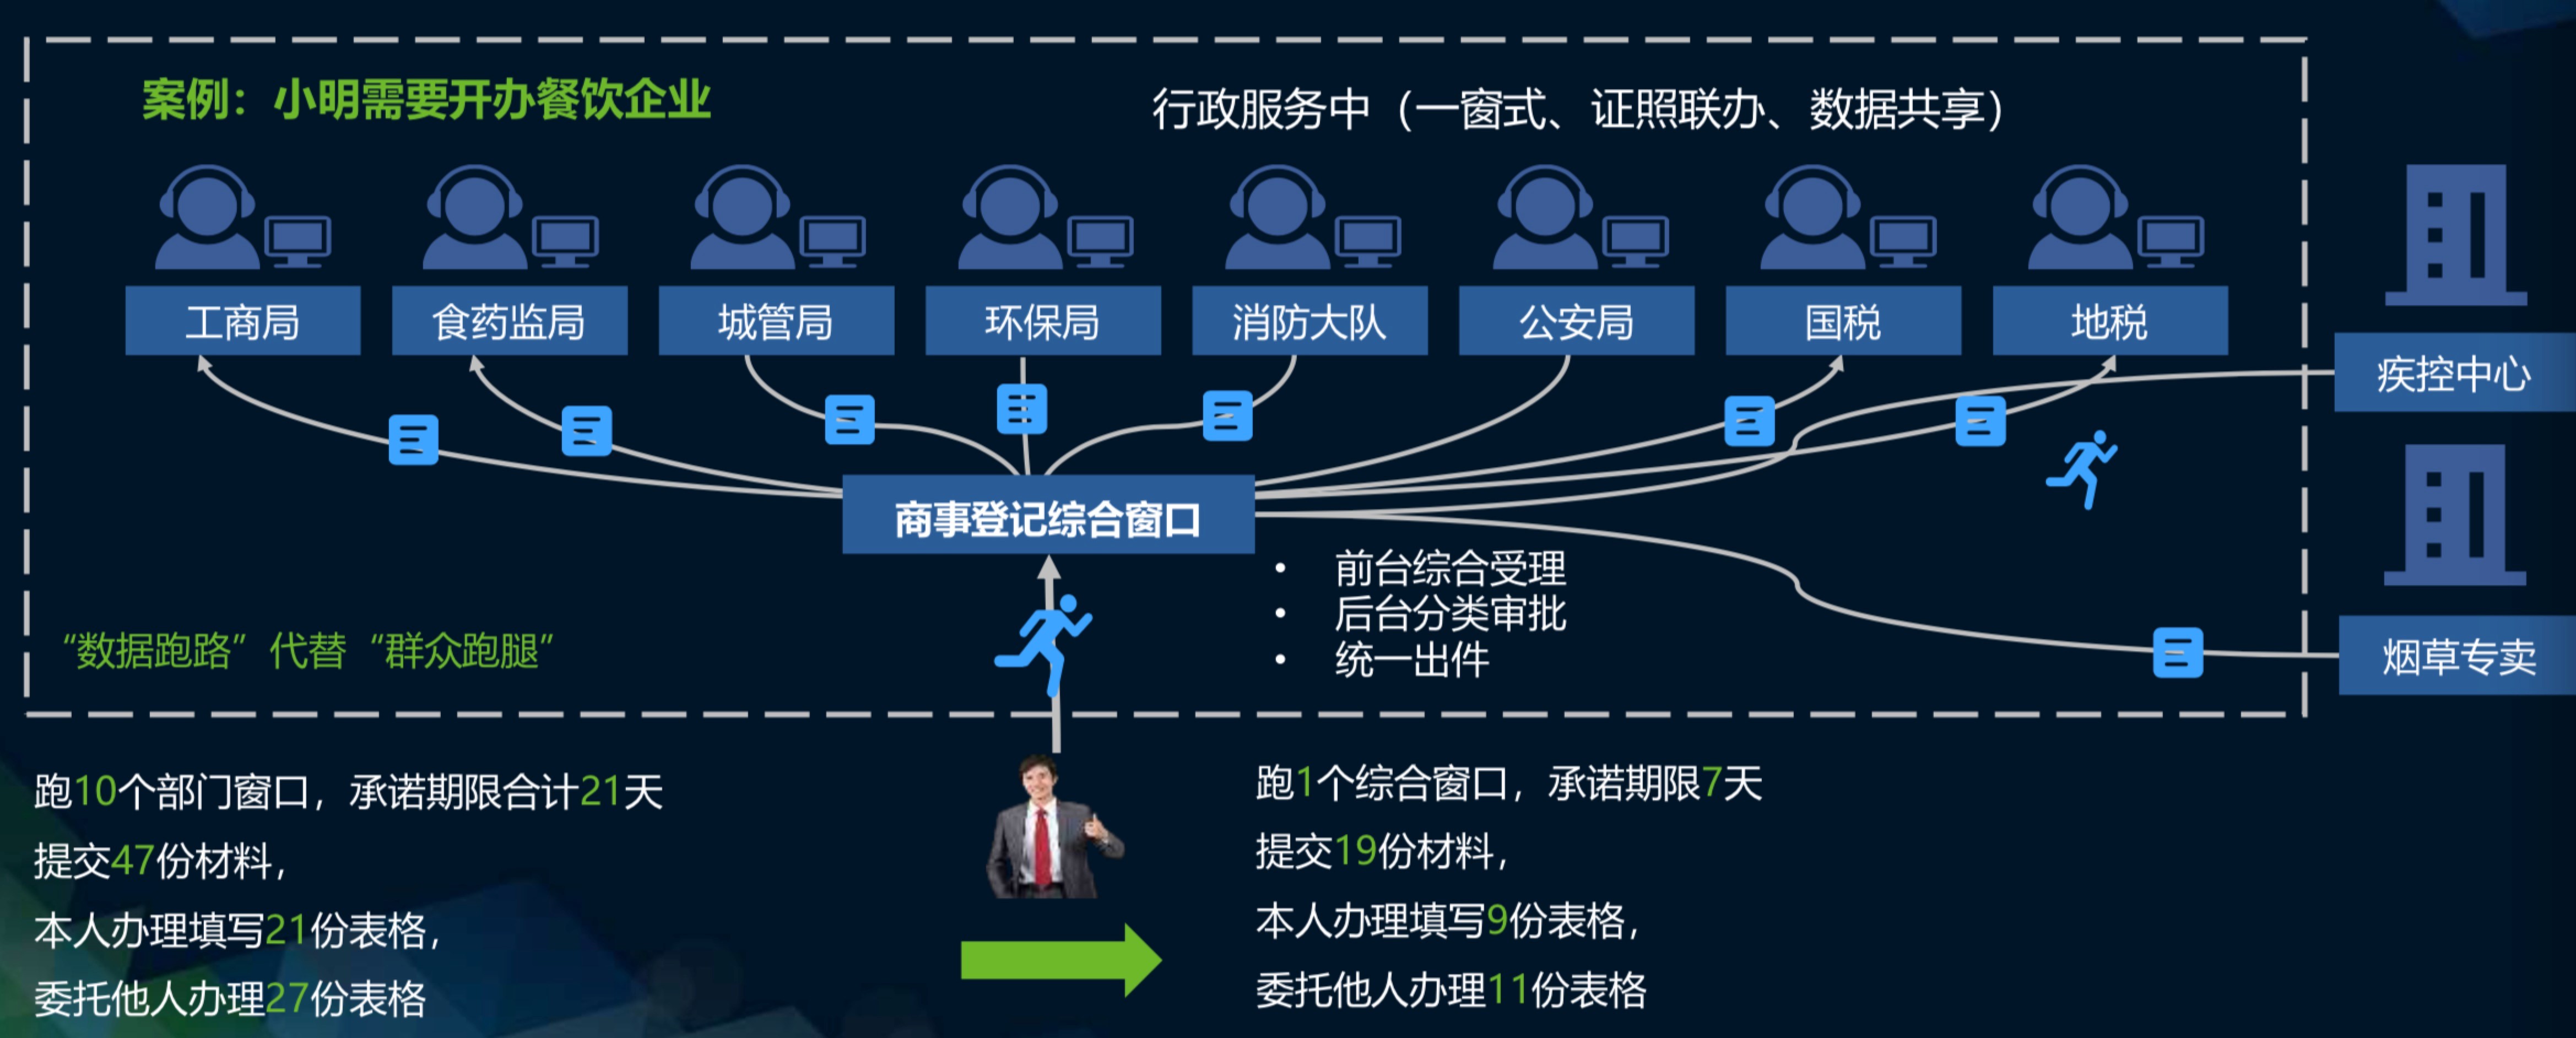 案例：小明需要开办餐饮企业
行政服务中（一窗式、证照联办、数据共享）
工商局
食药监局
城管局
环保局
消防大队
公安局
国税
地税
疾控中心
商事登记综合窗口
• 前台综合受理
• 后台分类审批
• 统一出件
“数据跑路”代替“群众跑腿”
烟草专卖
跑10个部门窗口，承诺期限合计21天
提交47份材料，
本人办理填写21份表格，
委托他人办理27份表格
跑1个综合窗口，承诺期限7天
提交19份材料，
本人办理填写9份表格，
委托他人办理11份表格